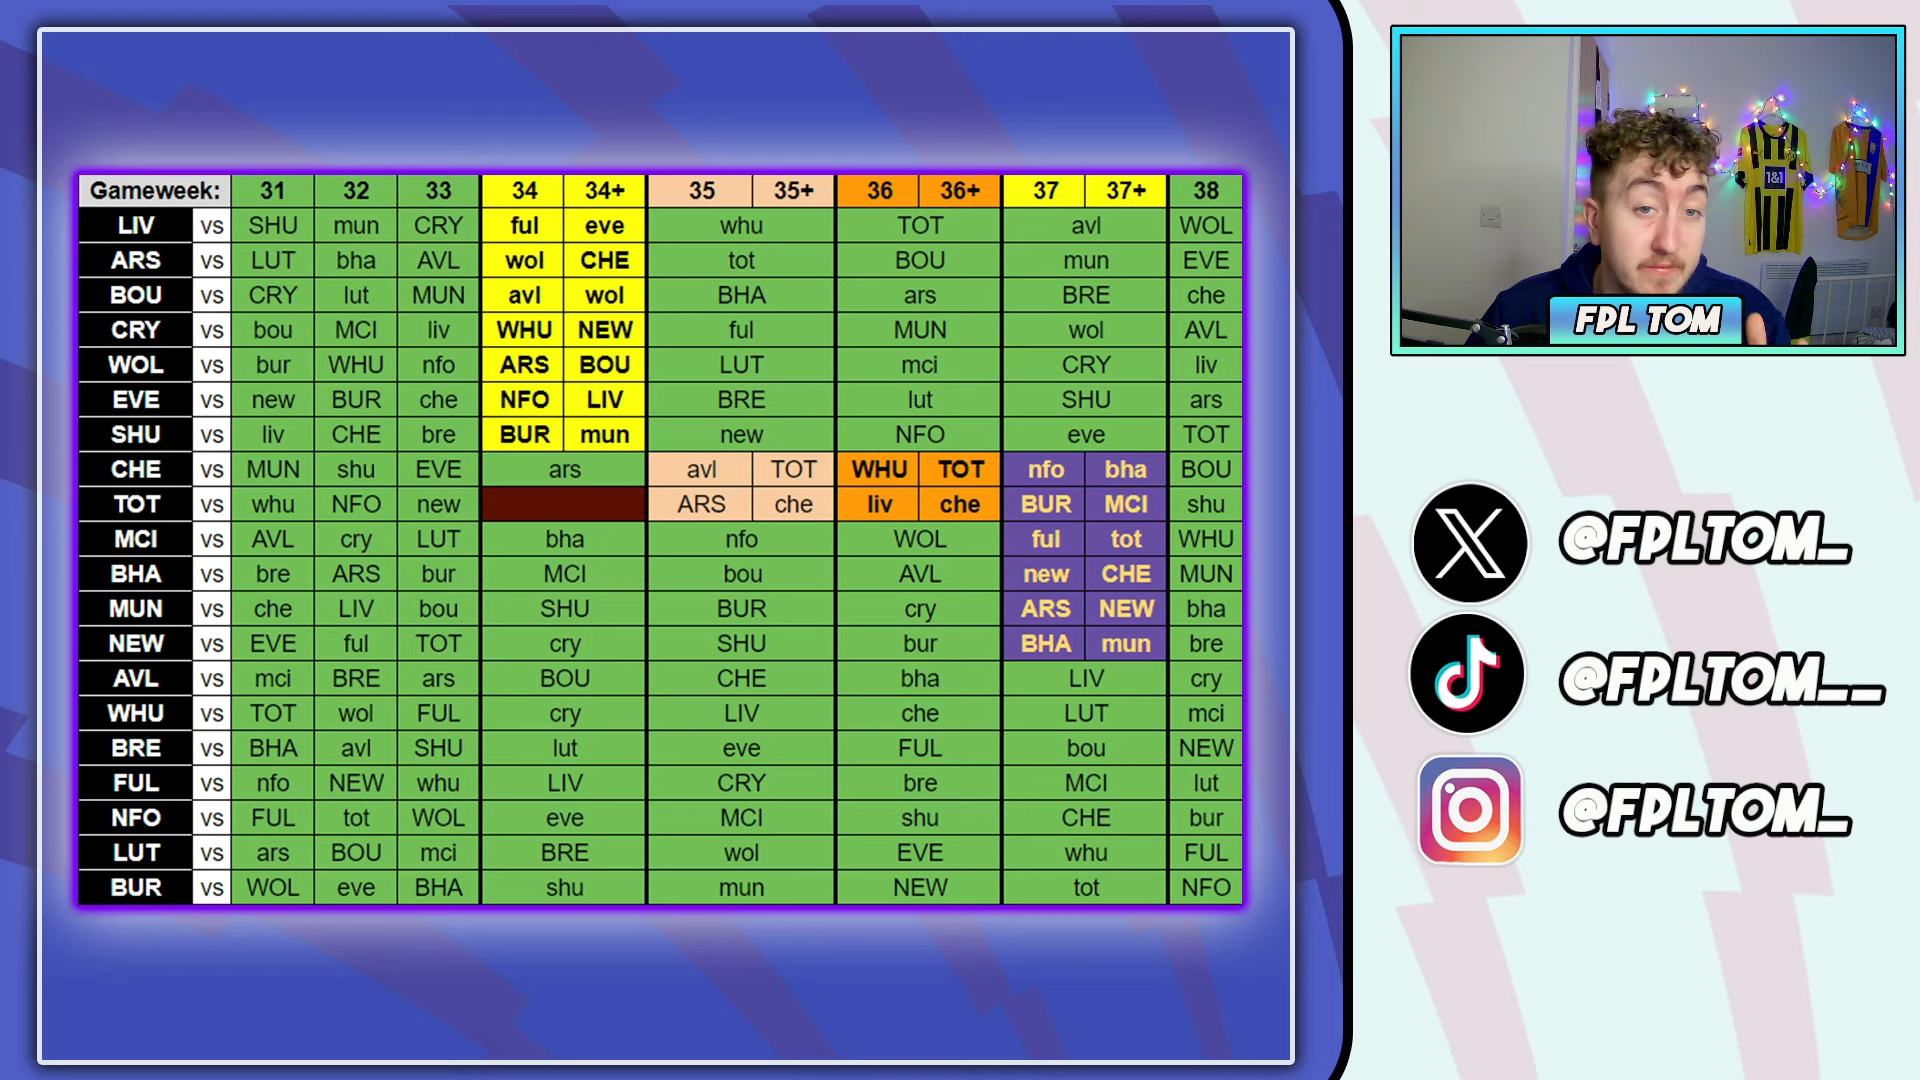 Gameweek: 31 32 33 34 34+ 35 35+ 36 36+ 37 37+ 38
LIV vs SHU mun CRY ful eve whu TOT avl WOL
ARS vs LUT bha AVL wol CHE tot BOU mun EVE
BOU vs CRY lut MUN avl wol BHA ars BRE che
CRY vs bou MCI liv WHU NEW ful MUN wol AVL
WOL vs bur WHU nfo ARS BOU LUT mci CRY liv
EVE vs new BUR che NFO LIV BRE lut SHU ars
SHU vs liv CHE bre BUR mun new NFO eve TOT
CHE vs MUN shu EVE ars avl TOT WHU TOT nfo bha BOU
TOT vs whu NFO new ARS che liv che BUR MCI shu
MCI vs AVL cry LUT bha nfo WOL ful tot WHU
BHA vs bre ARS bur MCI bou AVL new CHE MUN
MUN vs che LIV bou SHU BUR cry ARS NEW bha
NEW vs EVE ful TOT cry SHU bur BHA mun bre
AVL vs mci BRE ars BOU CHE bha LIV cry
WHU vs TOT wol FUL cry LIV che LUT mci
BRE vs BHA avl SHU lut eve FUL bou NEW
FUL vs nfo NEW whu LIV CRY bre MCI lut
NFO vs FUL tot WOL eve MCI shu CHE bur
LUT vs ars BOU mci BRE wol EVE whu FUL
BUR vs WOL eve BHA shu mun NEW tot NFO
1&1
FPL TOM
@FPLTOM_
@FPLTOM__
@FPLTOM_